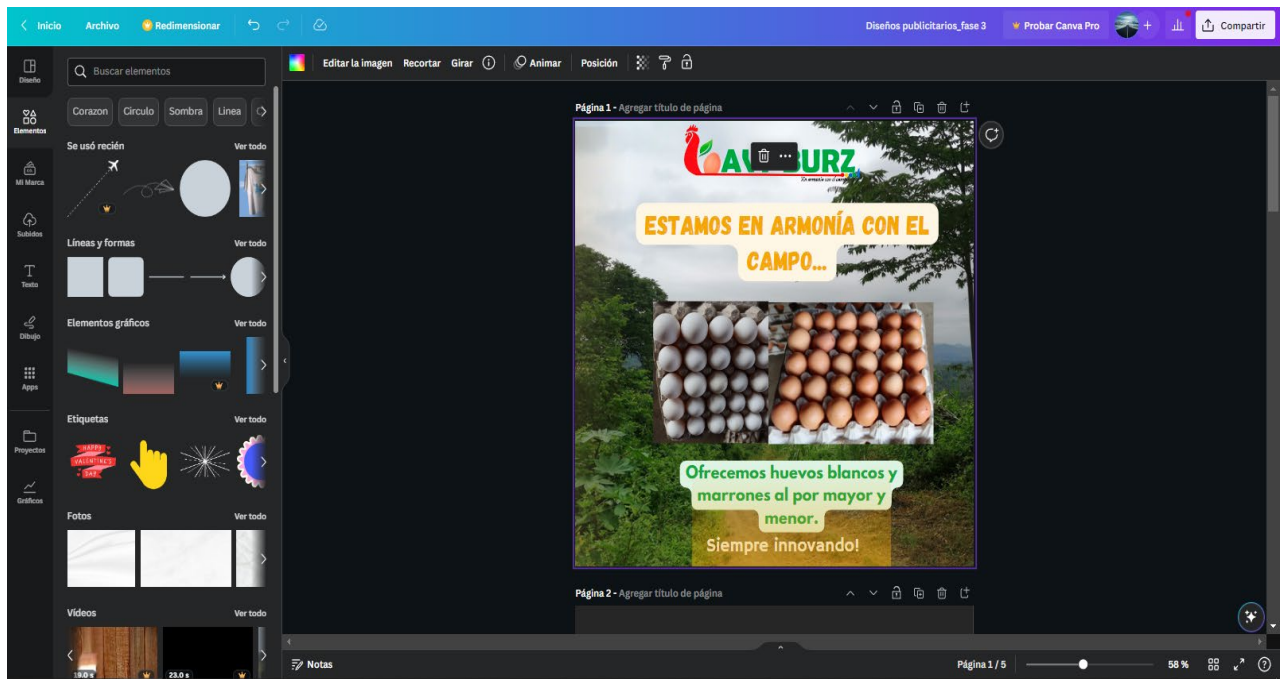 Inicio Archivo Redimensionar Diseños publicitarios_fase 3 Probar Canva Pro Compartir
Editar la imagen Recortar Girar Animar Posición
Diseño
Elementos
Mi Marca
Subidos
Texto
Dibujo
Apps
Proyectos
Gráficos
Buscar elementos
Corazon Circulo Sombra Linea
Se usó recién Ver todo
Líneas y formas Ver todo
Elementos gráficos Ver todo
Etiquetas Ver todo
HAPPY
VALENTINE'S
DAY
Fotos Ver todo
Vídeos Ver todo
19.0 s 23.0 s
Página 1 - Agregar título de página
ESTAMOS EN ARMONÍA CON EL
CAMPO...
Ofrecemos huevos blancos y
marrones al por mayor y
menor.
Siempre innovando!
Página 2 - Agregar título de página
Notas Página 1 / 5 58 %